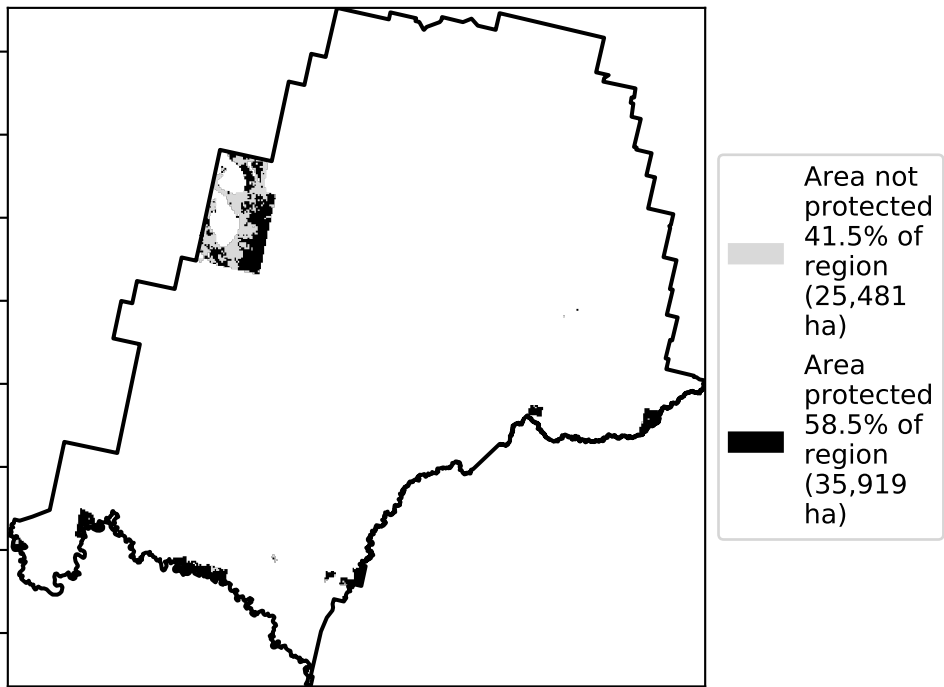 Area not
protected
41.5% of
region
(25,481
ha)
Area
protected
58.5% of
region
(35,919
ha)